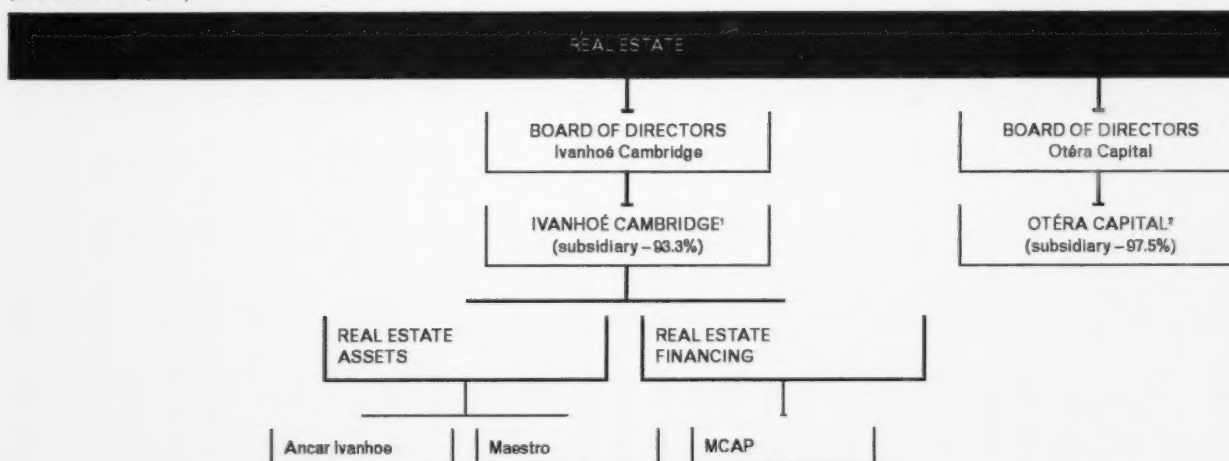 REAL ESTATE
BOARD OF DIRECTORS
Ivanhoé Cambridge
BOARD OF DIRECTORS
Otéra Capital
IVANHOÉ CAMBRIDGE¹
(subsidiary – 93.3%)
OTÉRA CAPITAL²
(subsidiary – 97.5%)
REAL ESTATE
ASSETS
REAL ESTATE
FINANCING
Ancar Ivanhoe
Maestro
MCAP